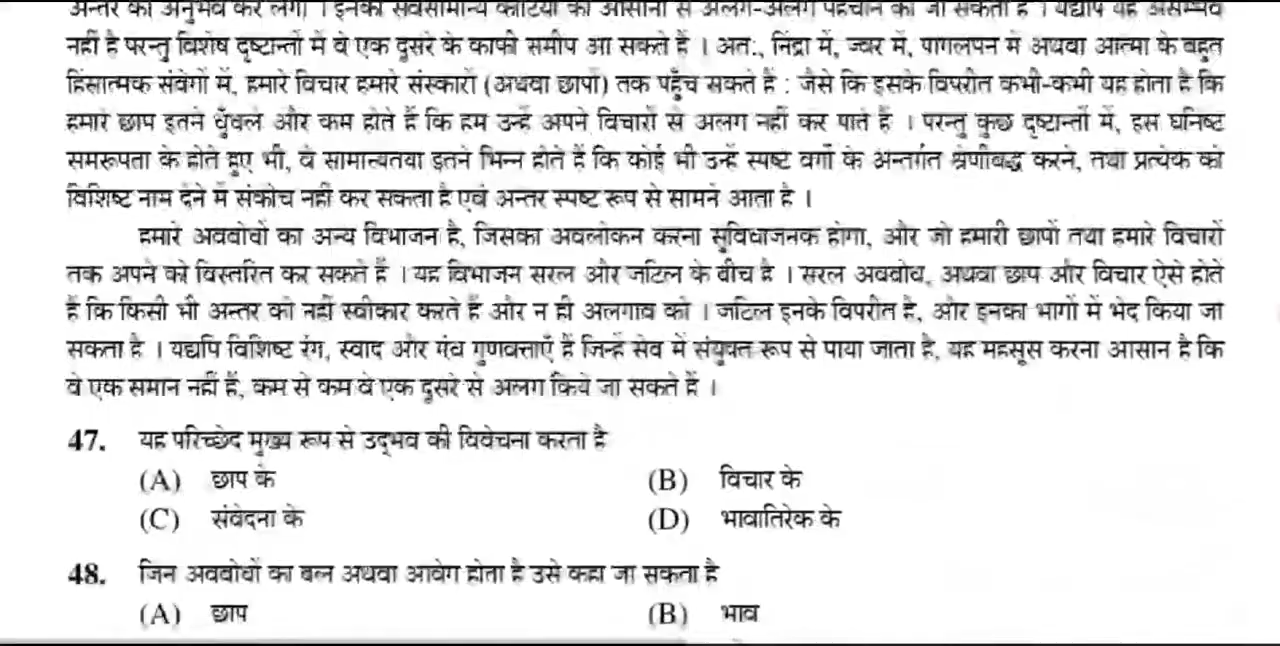 अन्तर का अनुभव कर लेगा । इनकी सर्वसामान्य कोटियों की आसानी से अलग-अलग पहचान की जा सकती है । यद्यपि यह असम्भव
नहीं है परन्तु विशेष दृष्टान्तों में वे एक दूसरे के काफी समीप आ सकते हैं । अतः, निंद्रा में, ज्वर में, पागलपन में अथवा आत्मा के बहुत
हिंसात्मक संवेगों में, हमारे विचार हमारे संस्कारों (अथवा छापों) तक पहुँच सकते हैं : जैसे कि इसके विपरीत कभी-कभी यह होता है कि
हमारे छाप इतने धुँधले और कम होते हैं कि हम उन्हें अपने विचारों से अलग नहीं कर पाते हैं । परन्तु कुछ दृष्टान्तों में, इस घनिष्ट
समरूपता के होते हुए भी, वे सामान्यतया इतने भिन्न होते हैं कि कोई भी उन्हें स्पष्ट वर्गों के अन्तर्गत श्रेणीबद्ध करने, तथा प्रत्येक को
विशिष्ट नाम देने में संकोच नहीं कर सकता है एवं अन्तर स्पष्ट रूप से सामने आता है ।
हमारे अवबोधों का अन्य विभाजन है, जिसका अवलोकन करना सुविधाजनक होगा, और जो हमारी छापों तथा हमारे विचारों
तक अपने को विस्तारित कर सकते हैं । यह विभाजन सरल और जटिल के बीच है । सरल अवबोध, अथवा छाप और विचार ऐसे होते
हैं कि किसी भी अन्तर को नहीं स्वीकार करते हैं और न ही अलगाव को । जटिल इनके विपरीत है, और इनका भागों में भेद किया जा
सकता है । यद्यपि विशिष्ट रंग, स्वाद और गंध गुणवत्ताएँ हैं जिन्हें सेव में संयुक्त रूप से पाया जाता है, यह महसूस करना आसान है कि
वे एक समान नहीं हैं, कम से कम वे एक दूसरे से अलग किये जा सकते हैं ।
47. यह परिच्छेद मुख्य रूप से उद्भव की विवेचना करता है
(A) छाप के (B) विचार के
(C) संवेदना के (D) भावातिरेक के
48. जिन अवबोधों का बल अथवा आवेग होता है उसे कहा जा सकता है
(A) छाप (B) भाव